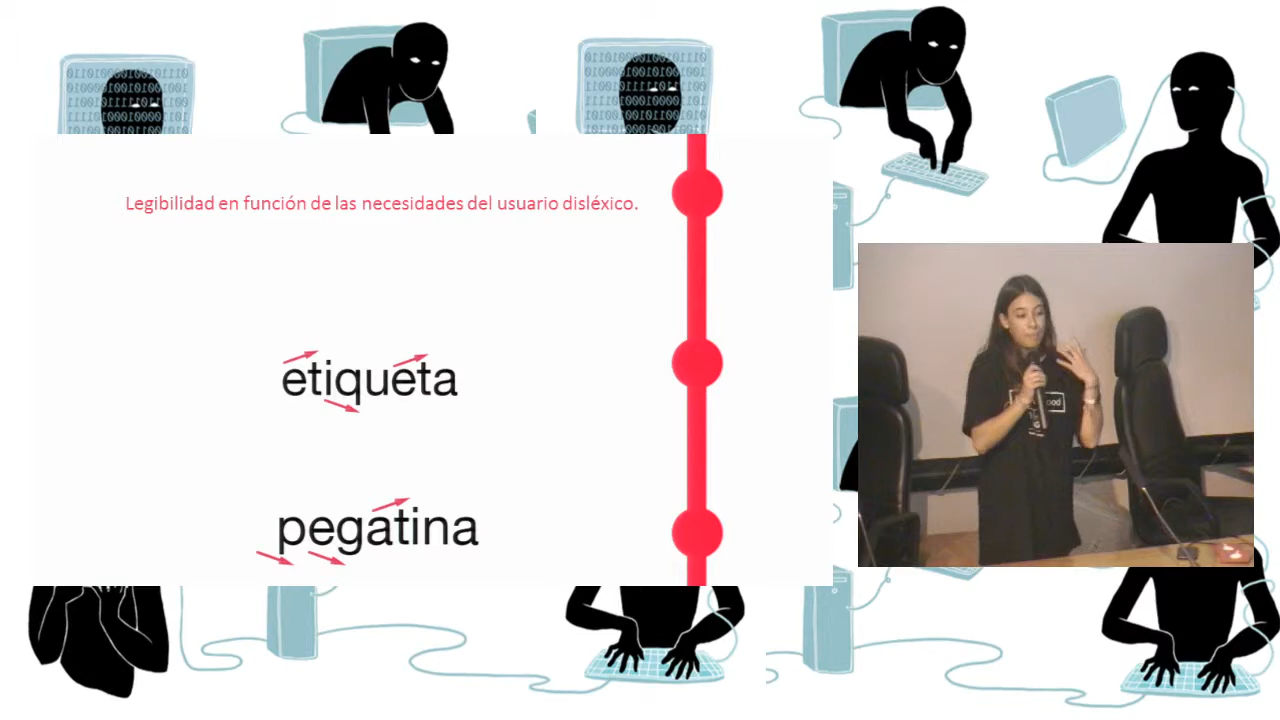 Legibilidad en función de las necesidades del usuario disléxico.
etiqueta
pegatina